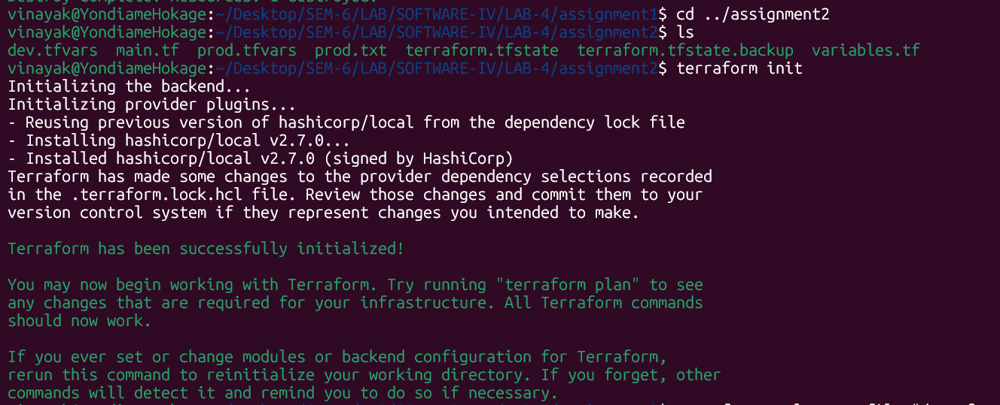 vinayak@YondiameHokage:~/Desktop/SEM-6/LAB/SOFTWARE-IV/LAB-4/assignment1$ cd ../assignment2
vinayak@YondiameHokage:~/Desktop/SEM-6/LAB/SOFTWARE-IV/LAB-4/assignment2$ ls
dev.tfvars  main.tf  prod.tfvars  prod.txt  terraform.tfstate  terraform.tfstate.backup  variables.tf
vinayak@YondiameHokage:~/Desktop/SEM-6/LAB/SOFTWARE-IV/LAB-4/assignment2$ terraform init
Initializing the backend...
Initializing provider plugins...
- Reusing previous version of hashicorp/local from the dependency lock file
- Installing hashicorp/local v2.7.0...
- Installed hashicorp/local v2.7.0 (signed by HashiCorp)
Terraform has made some changes to the provider dependency selections recorded
in the .terraform.lock.hcl file. Review those changes and commit them to your
version control system if they represent changes you intended to make.
Terraform has been successfully initialized!
You may now begin working with Terraform. Try running "terraform plan" to see
any changes that are required for your infrastructure. All Terraform commands
should now work.
If you ever set or change modules or backend configuration for Terraform,
rerun this command to reinitialize your working directory. If you forget, other
commands will detect it and remind you to do so if necessary.